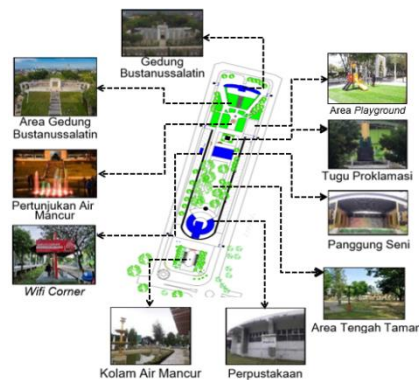 Gedung
Bustanussalatin
Area Gedung
Bustanussalatin
Area Playground
Pertunjukan Air
Mancur
Tugu Proklamasi
Panggung Seni
Wifi Corner
Area Tengah Taman
Kolam Air Mancur
Perpustakaan